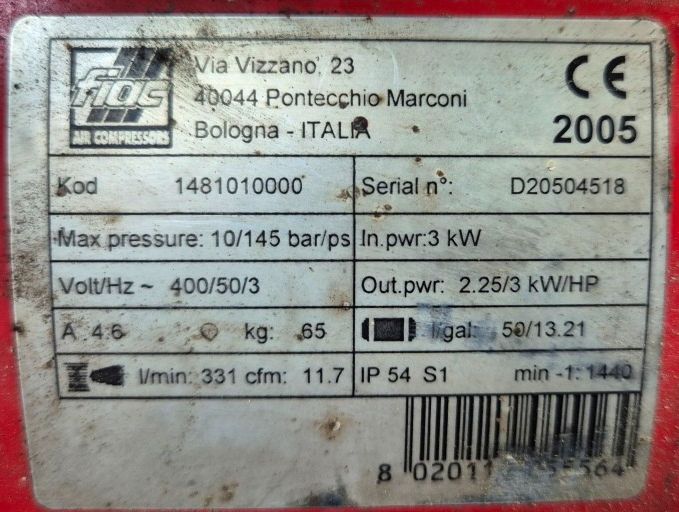 fiac
AIR COMPRESSORS
Via Vizzano, 23
40044 Pontecchio Marconi
Bologna - ITALIA
CE
2005
Kod 1481010000 Serial n°: D20504518
Max pressure: 10/145 bar/ps In.pwr:3 kW
Volt/Hz ~ 400/50/3 Out.pwr: 2.25/3 kW/HP
A 4.6 kg: 65 l/gal: 50/13.21
l/min: 331 cfm: 11.7 IP 54 S1 min -1: 1440
8 02011